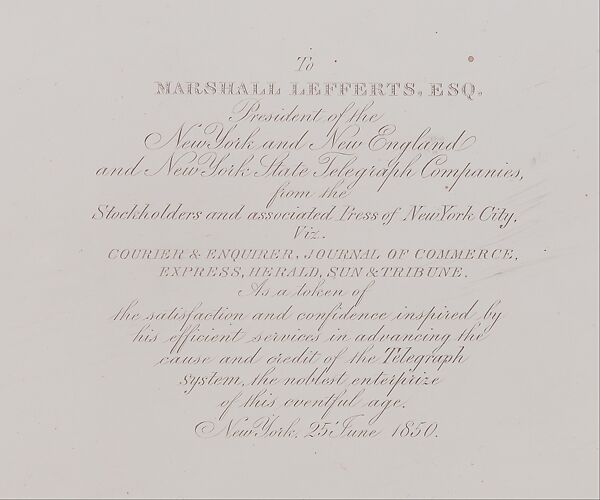 To
MARSHALL LEFFERTS, ESQ.
President of the
New York and New England
and New York State Telegraph Companies,
from the
Stockholders and associated Press of New York City,
Viz.
COURIER & ENQUIRER, JOURNAL OF COMMERCE,
EXPRESS, HERALD, SUN & TRIBUNE.
As a token of
the satisfaction and confidence inspired by
his efficient services in advancing the
cause and credit of the Telegraph
system, the noblest enterprize
of this eventful age.
New York, 25 June 1850.